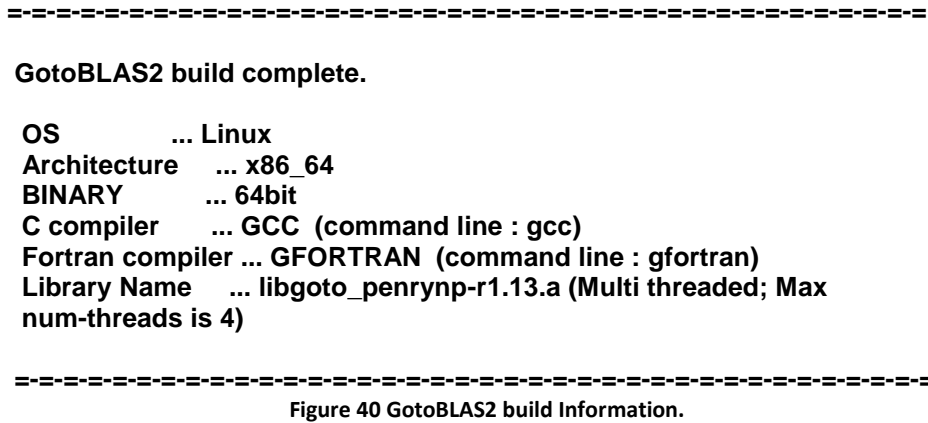 =-=-=-=-=-=-=-=-=-=-=-=-=-=-=-=-=-=-=-=-=-=-=-=-=-=-=-=-=-=-=-=-=-=-=-=-=
GotoBLAS2 build complete.
OS ... Linux
Architecture ... x86_64
BINARY ... 64bit
C compiler ... GCC (command line : gcc)
Fortran compiler ... GFORTRAN (command line : gfortran)
Library Name ... libgoto_penrynp-r1.13.a (Multi threaded; Max
num-threads is 4)
=-=-=-=-=-=-=-=-=-=-=-=-=-=-=-=-=-=-=-=-=-=-=-=-=-=-=-=-=-=-=-=-=-=-=-=-=
Figure 40 GotoBLAS2 build Information.